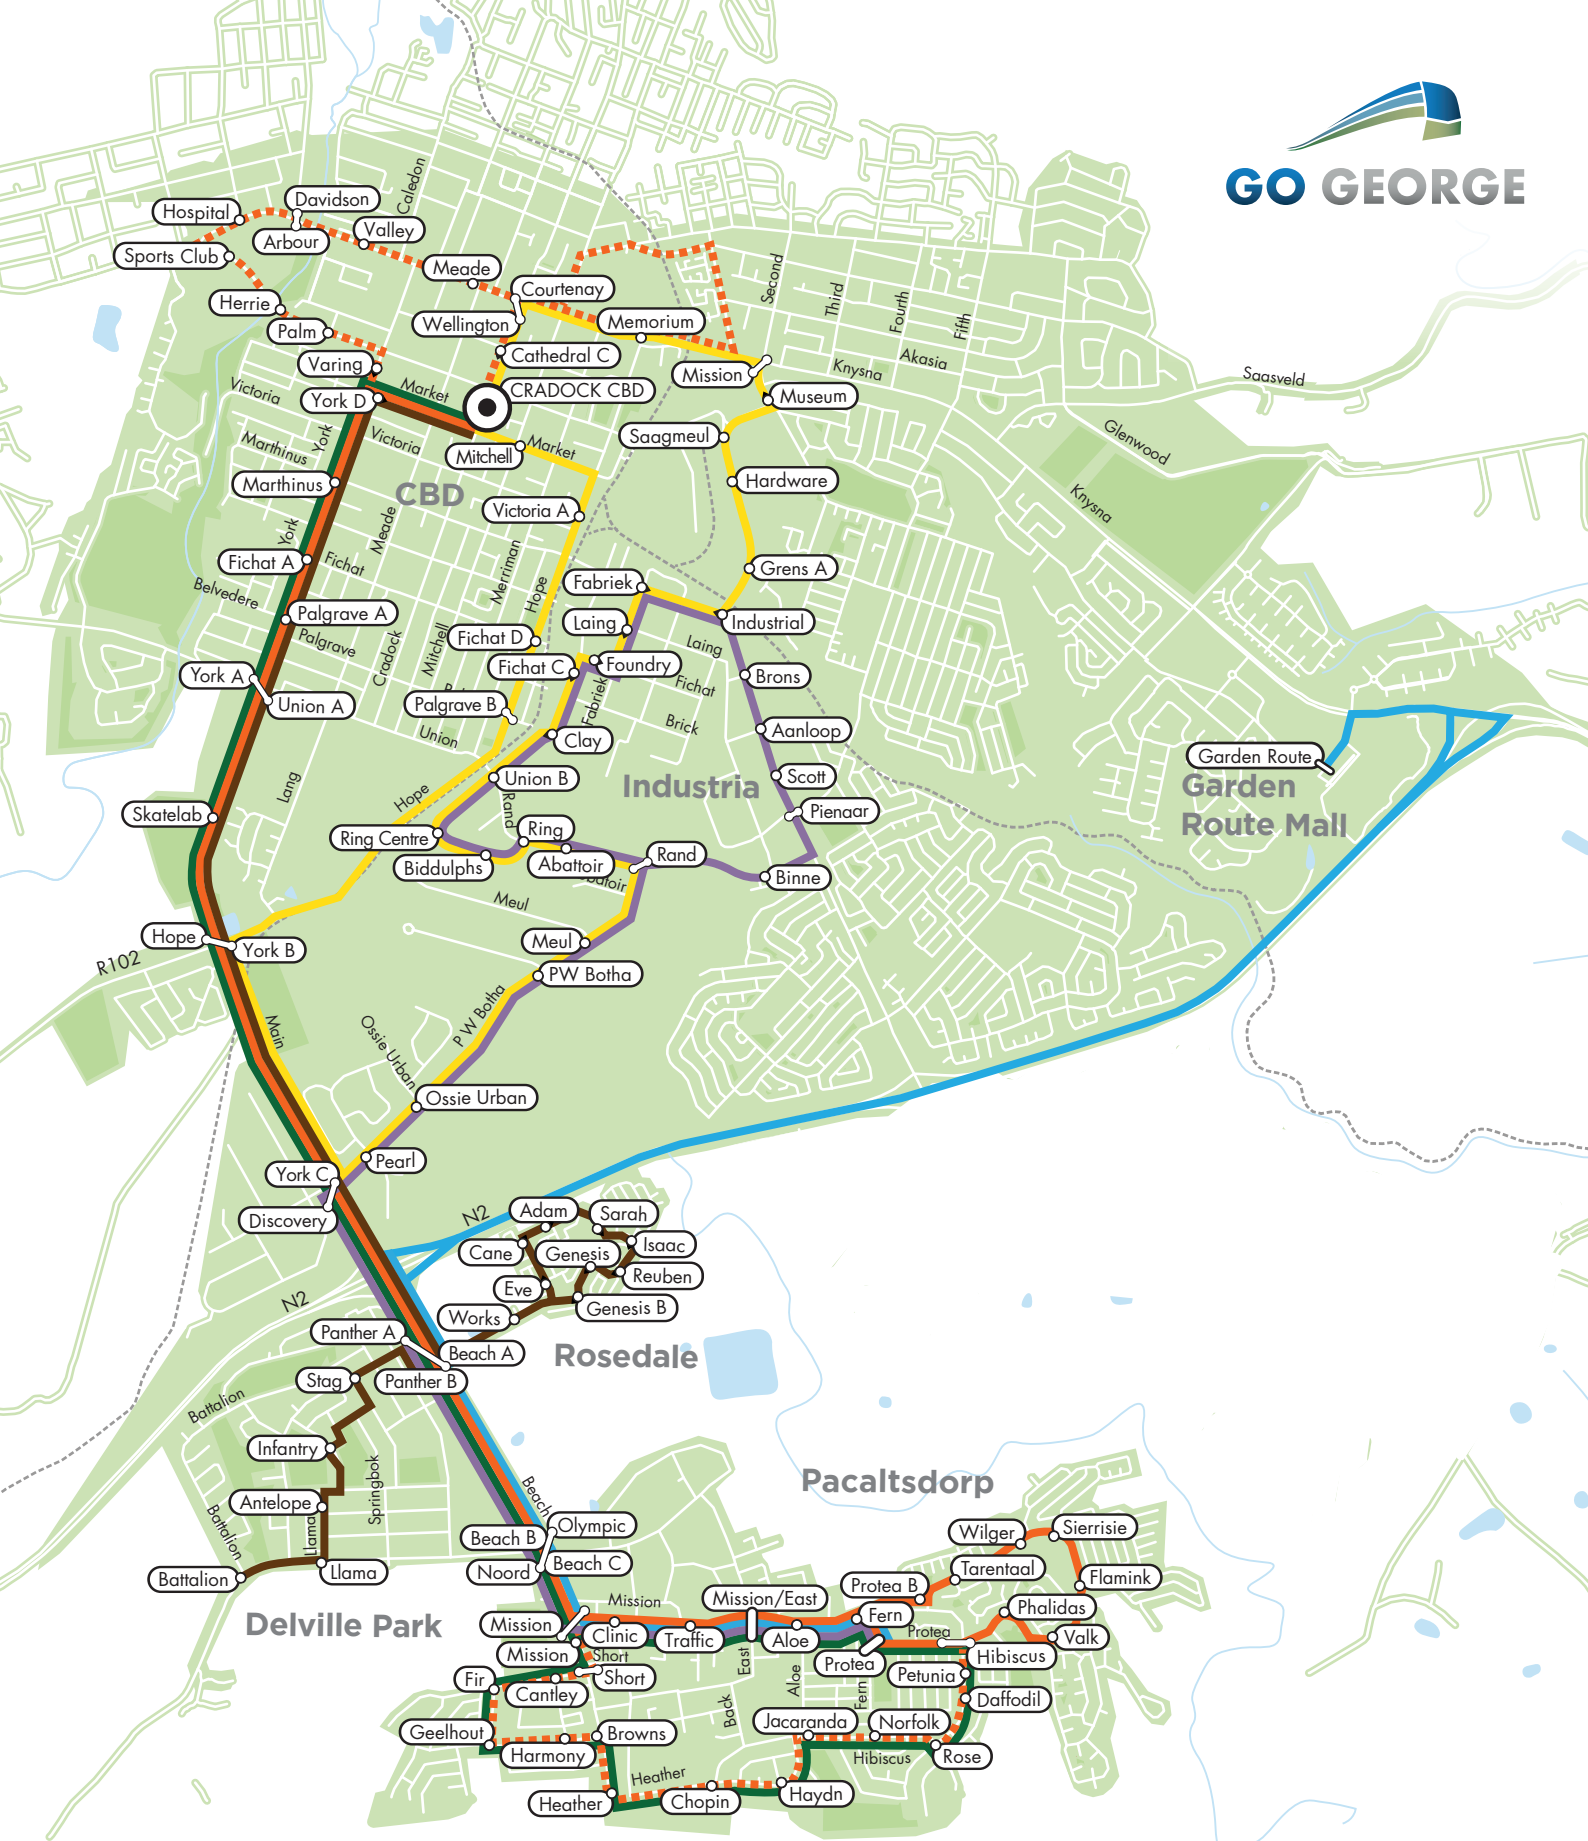 GO GEORGE
Caledon
Davidson
Hospital
Arbour
Valley
Sports Club
Meade
Courtenay
Herrie
Wellington
Memorium
Palm
Second
Third
Fourth
Fifth
Varing
Cathedral C
Mission
Knysna
Akasia
Saasveld
Victoria
Market
CRADOCK CBD
York D
Museum
Marthinus
York
Victoria
Mitchell
Market
Saagmeul
Glenwood
Marthinus
CBD
Hardware
Knysna
York
Meade
Victoria A
Fichat A
Fichat
Merriman
Hope
Fabriek
Grens A
Belvedere
Palgrave A
Palgrave
Cradock
Mitchell
Fichat D
Laing
Industrial
Laing
York A
Union A
Fichat C
Foundry
Fichat
Fabriek
Brons
Palgrave B
Union
Brick
Clay
Aanloop
Garden Route
Garden
Route Mall
Lang
Hope
Union B
Rand
Industria
Scott
Skatelab
Ring Centre
Ring
Pienaar
Biddulphs
Abattoir
Rand
Binne
Meul
Hope
York B
Meul
R102
PW Botha
Main
Ossie Urban
P W Botha
Ossie Urban
Pearl
York C
Discovery
N2
Adam
Sarah
Cane
Genesis
Isaac
Eve
Reuben
N2
Works
Genesis B
Panther A
Beach A
Rosedale
Stag
Panther B
Battalion
Infantry
Springbok
Antelope
Beach
Pacaltsdorp
Battalion
Llama
Beach B
Olympic
Wilger
Sierrisie
Battalion
Llama
Noord
Beach C
Tarentaal
Flamink
Delville Park
Mission
Mission/East
Protea B
Fern
Phalidas
Mission
Clinic
Traffic
Aloe
Protea
Valk
Mission
Short
East
Protea
Hibiscus
Fir
Cantley
Short
Aloe
Fern
Petunia
Daffodil
Back
Geelhout
Browns
Jacaranda
Norfolk
Harmony
Hibiscus
Rose
Heather
Heather
Chopin
Haydn